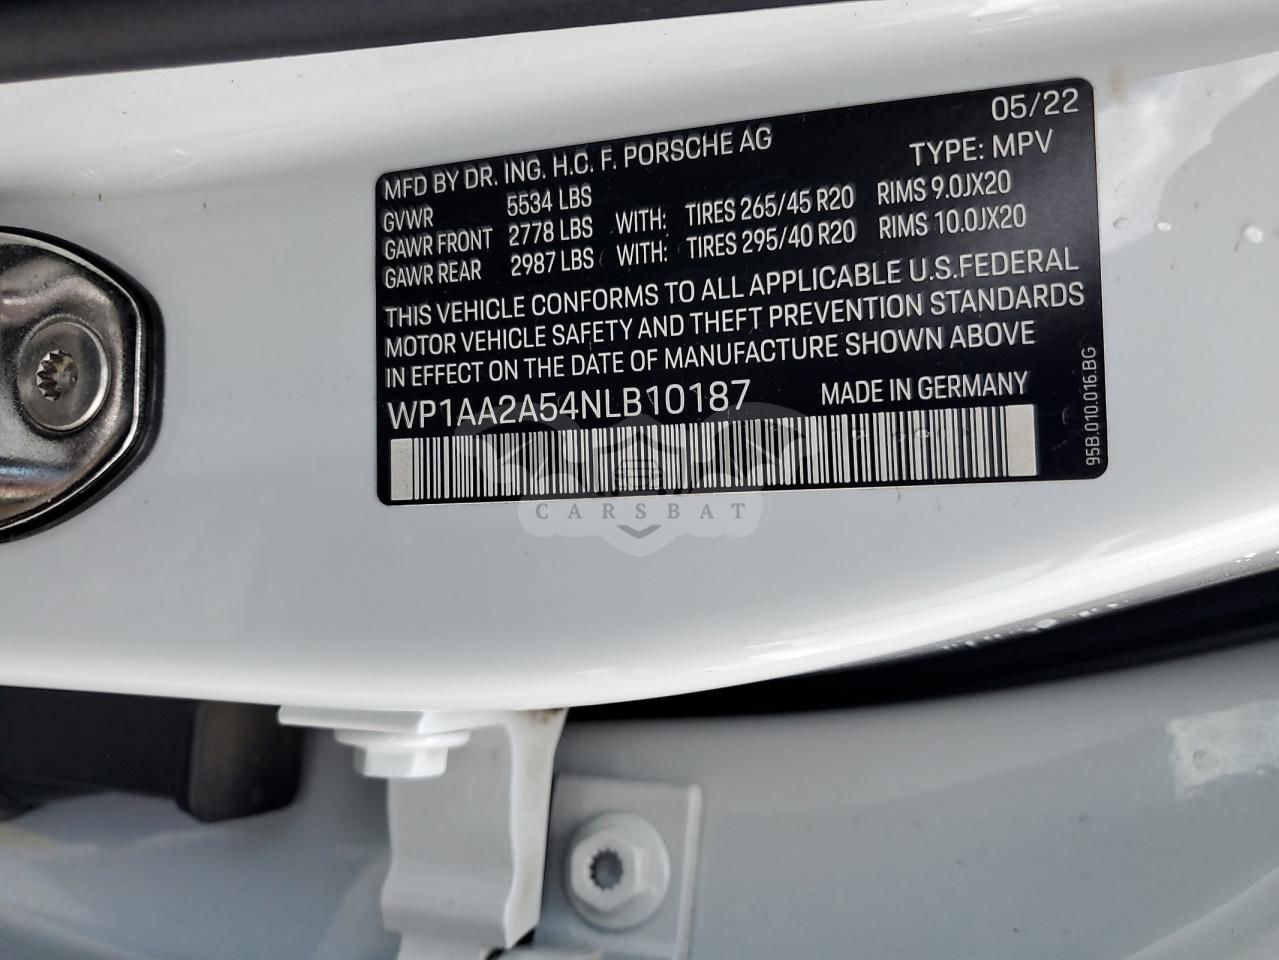 05/22
MFD BY DR. ING. H.C. F. PORSCHE AG TYPE: MPV
GVWR 5534 LBS
GAWR FRONT 2778 LBS WITH: TIRES 265/45 R20 RIMS 9.0JX20
GAWR REAR 2987 LBS WITH: TIRES 295/40 R20 RIMS 10.0JX20
THIS VEHICLE CONFORMS TO ALL APPLICABLE U.S.FEDERAL
MOTOR VEHICLE SAFETY AND THEFT PREVENTION STANDARDS
IN EFFECT ON THE DATE OF MANUFACTURE SHOWN ABOVE
WP1AA2A54NLB10187 MADE IN GERMANY
95B.010.016.BG
CARSBAT